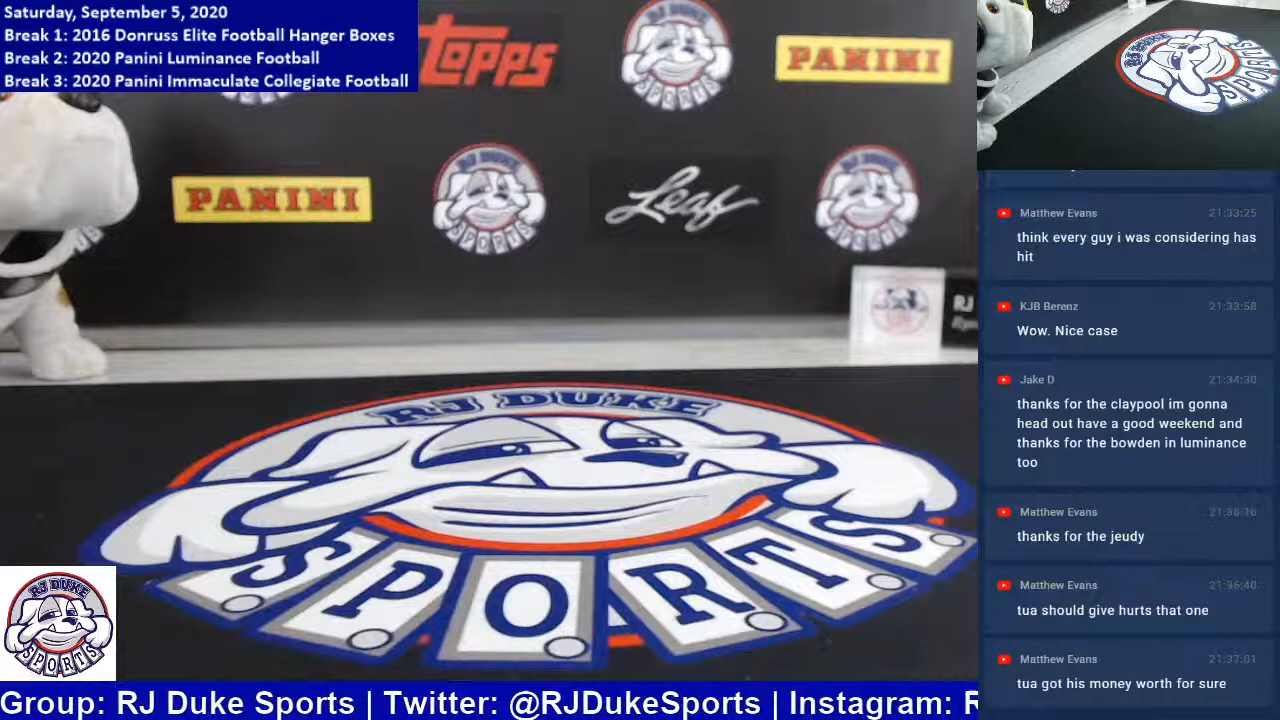 Saturday, September 5, 2020
Break 1: 2016 Donruss Elite Football Hanger Boxes
Break 2: 2020 Panini Luminance Football
Break 3: 2020 Panini Immaculate Collegiate Football
TOPPS
SPORTS
PANINI
SPORTS
PANINI
RJ DUKE
SPORTS
Leaf
RJ DUKE
SPORTS
RJ
RJ DUKE
SPORTS
RJ DUKE
SPORTS
Group: RJ Duke Sports | Twitter: @RJDukeSports | Instagram: R
Matthew Evans 21:33:25
think every guy i was considering has
hit
KJB Berenz 21:33:58
Wow. Nice case
Jake D 21:34:30
thanks for the claypool im gonna
head out have a good weekend and
thanks for the bowden in luminance
too
Matthew Evans
thanks for the jeudy
Matthew Evans 21:36:40
tua should give hurts that one
Matthew Evans 21:37:01
tua got his money worth for sure